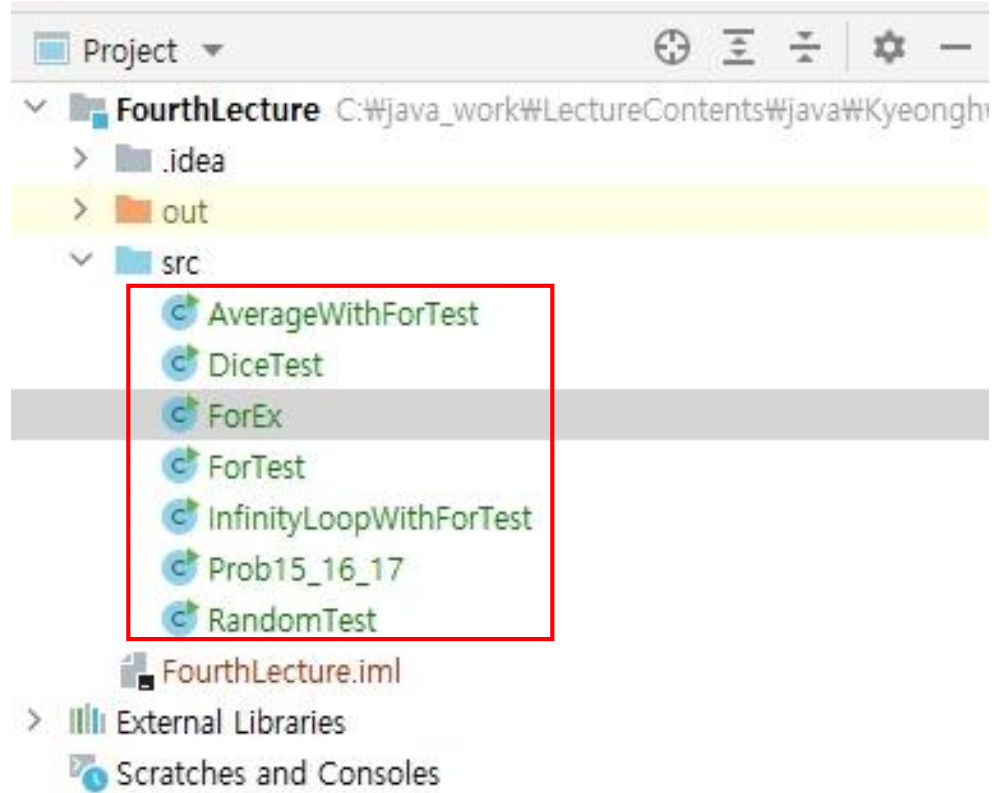 Project
FourthLecture C:₩java_work₩LectureContents₩java₩Kyeongh
.idea
out
src
AverageWithForTest
DiceTest
ForEx
ForTest
InfinityLoopWithForTest
Prob15_16_17
RandomTest
FourthLecture.iml
External Libraries
Scratches and Consoles